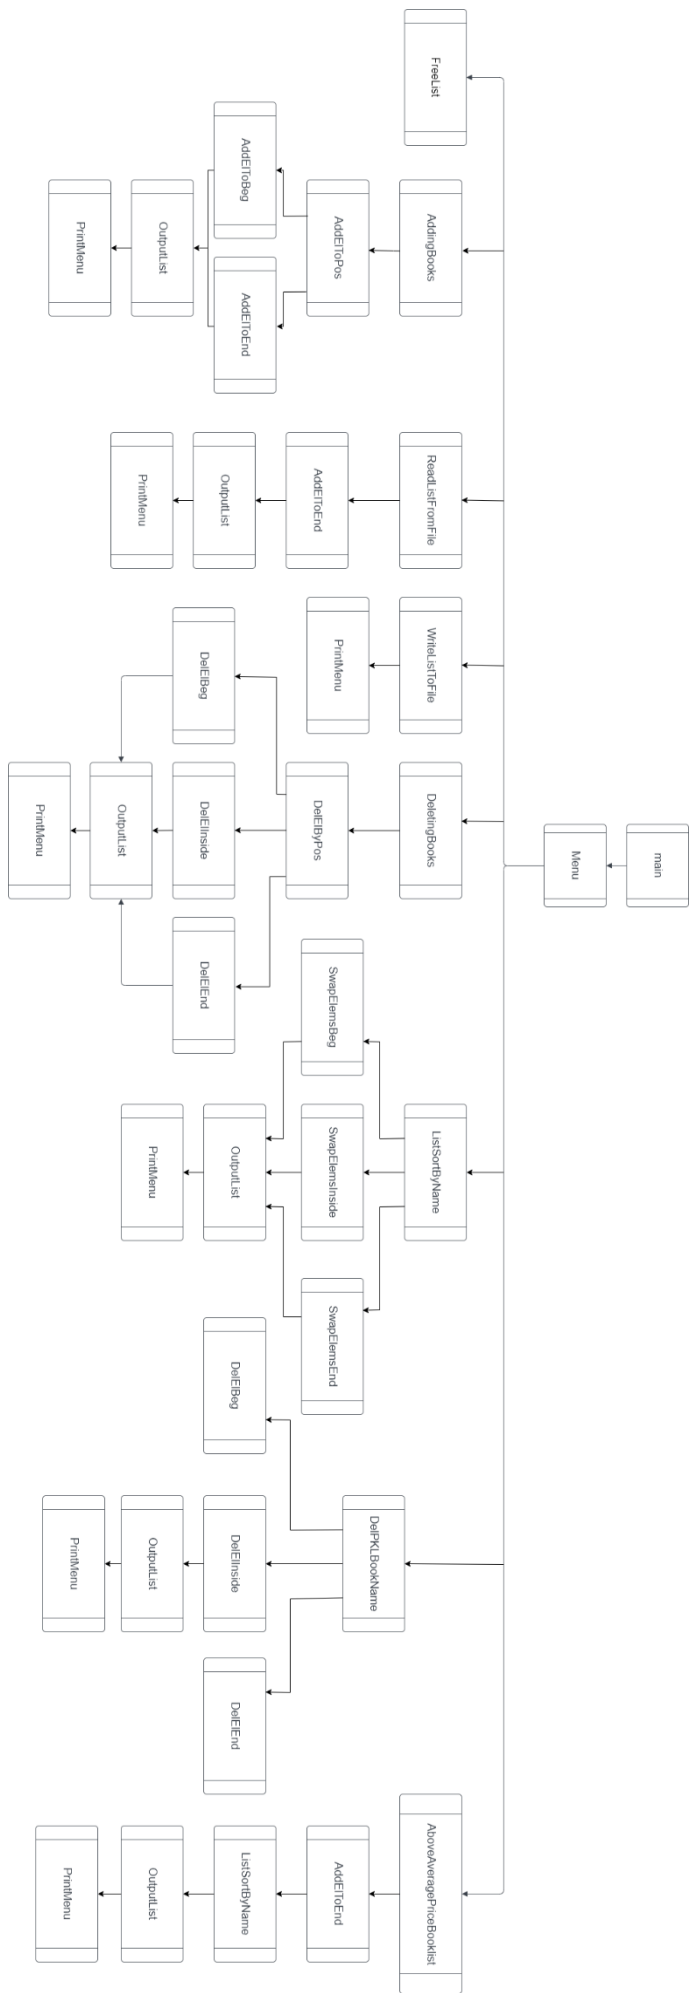 main
Menu
FreeList
AddingBooks
AddElToPos
AddElToBeg
AddElToEnd
OutputList
PrintMenu
ReadListFromFile
AddElToEnd
OutputList
PrintMenu
WriteListToFile
PrintMenu
DeletingBooks
DelElByPos
DelElBeg
DelElInside
DelElEnd
OutputList
PrintMenu
ListSortByName
SwapElemsBeg
SwapElemsInside
SwapElemsEnd
OutputList
PrintMenu
DelPKLBookName
DelElBeg
DelElInside
DelElEnd
OutputList
PrintMenu
AboveAveragePriceBooklist
AddElToEnd
ListSortByName
OutputList
PrintMenu